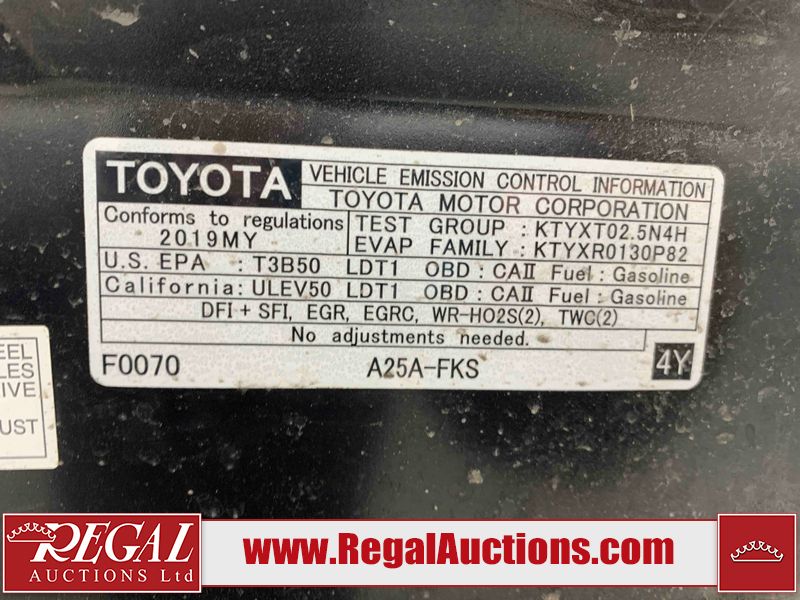 TOYOTA
VEHICLE EMISSION CONTROL INFORMATION
TOYOTA MOTOR CORPORATION
Conforms to regulations
2019MY
TEST GROUP : KTYXT02.5N4H
EVAP FAMILY : KTYXR0130P82
U.S. EPA : T3B50 LDT1 OBD : CAII Fuel : Gasoline
California : ULEV50 LDT1 OBD : CAII Fuel : Gasoline
DFI + SFI, EGR, EGRC, WR-HO2S(2), TWC(2)
No adjustments needed.
F0070 A25A-FKS 4Y
EEL
LES
TIVE
UST
REGAL
AUCTIONS Ltd
www.RegalAuctions.com